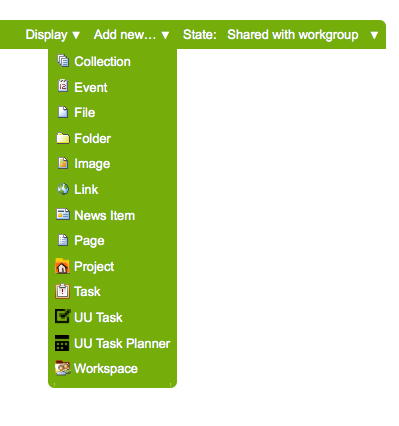 Display ▼ Add new… ▼ State: Shared with workgroup ▼
Collection
Event
File
Folder
Image
Link
News Item
Page
Project
Task
UU Task
UU Task Planner
Workspace